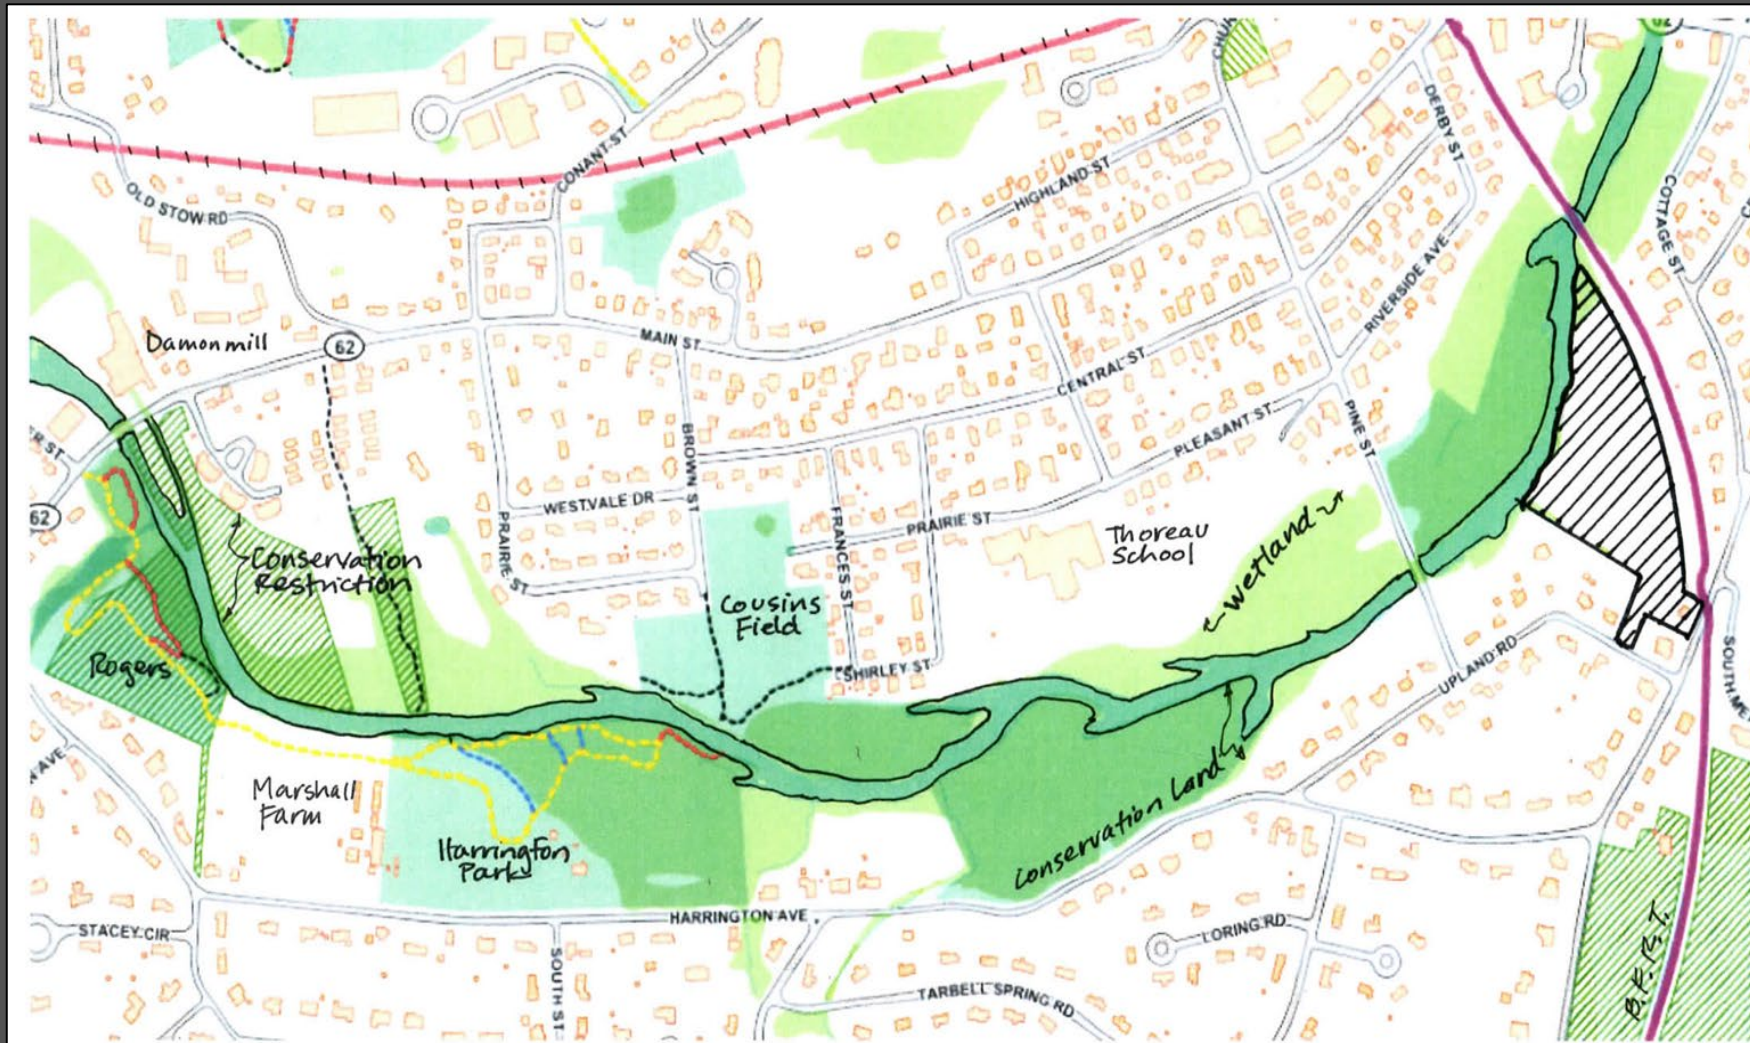 62
CONANT ST
OLD STOW RD
HIGHLAND ST
DERBY ST
COTTAGE ST
RIVERSIDE AVE
Damonmill
62
MAIN ST
CENTRAL ST
PLEASANT ST
PINE ST
BROWN ST
WESTVALE DR
PRAIRIE ST
FRANCES ST
PRAIRIE ST
Thoreau
School
62
Conservation
Restriction
←wetland→
Cousins
Field
Rogers
SHIRLEY ST
UPLAND RD
Marshall
Farm
Harrington
Park
Conservation Land
HARRINGTON AVE
STACEY CIR
SOUTH ST
LORING RD
TARBELL SPRING RD
B.F.R.T.